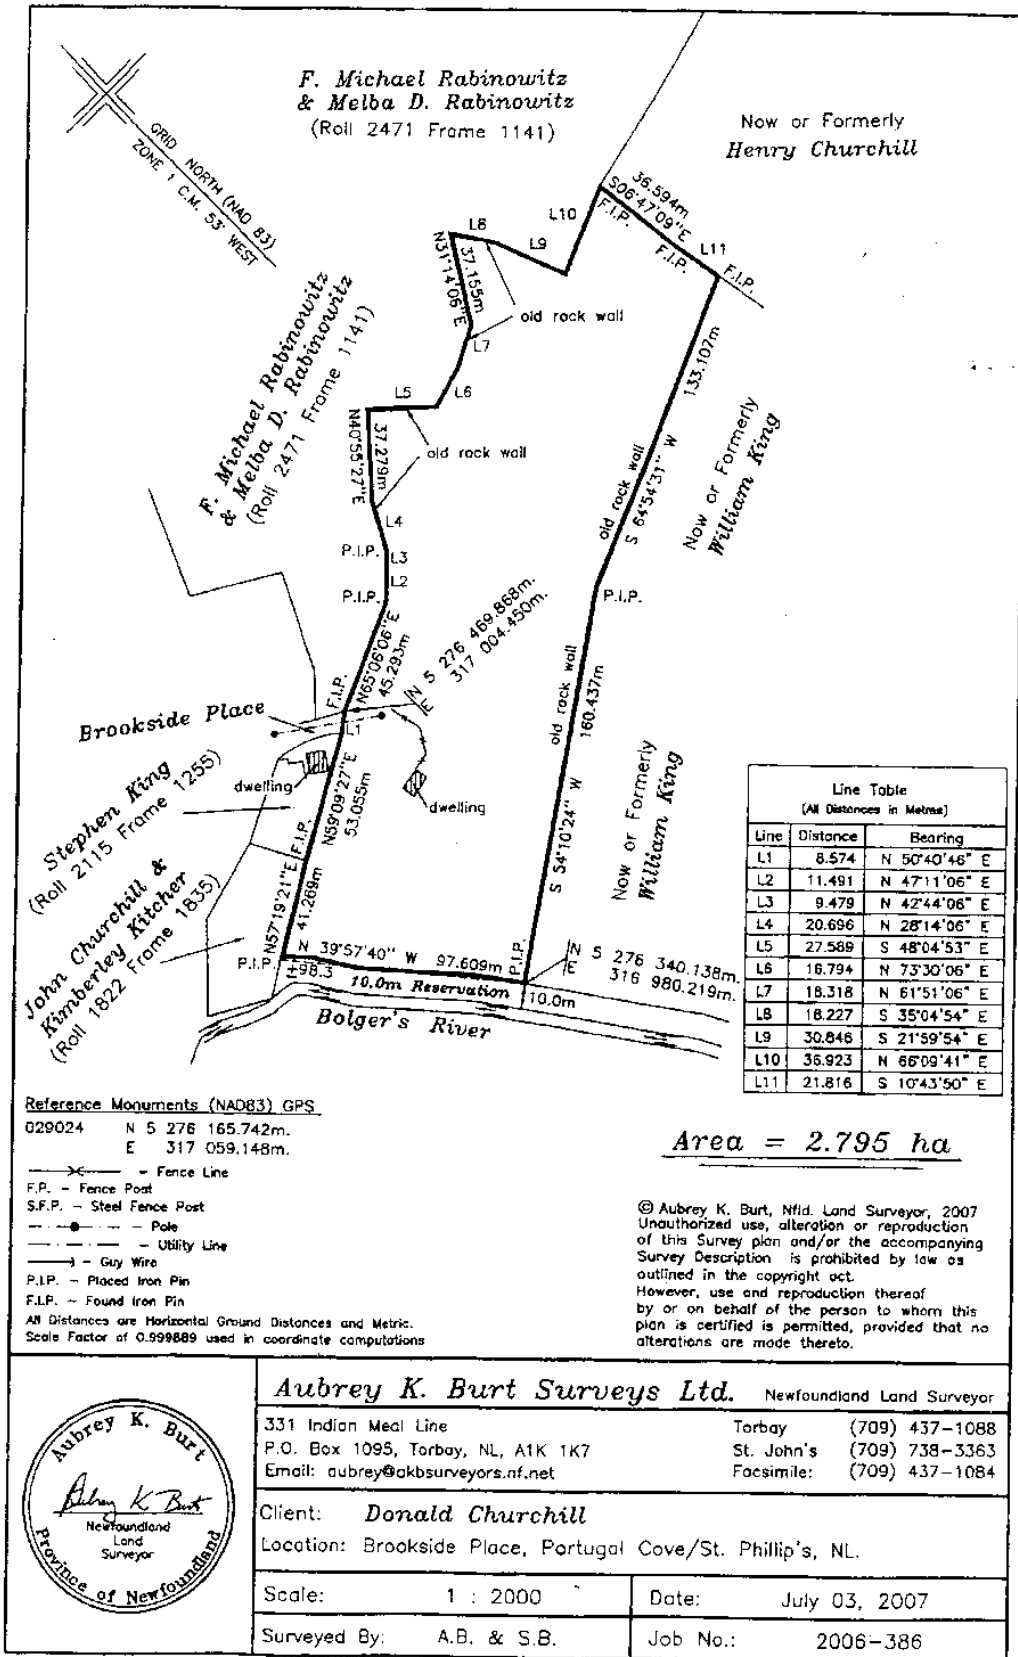 F. Michael Rabinowitz
& Melba D. Rabinowitz
(Roll 2471 Frame 1141)
Now or Formerly
Henry Churchill
GRID NORTH (NAD 83)
ZONE 1 C.M. 53° WEST
36.594m
S06°47'09"E
F.I.P.
F.I.P.
L11
F.I.P.
L10
L8
L9
N31°14'06"E
37.155m
old rock wall
L7
F. Michael Rabinowitz
& Melba D. Rabinowitz
(Roll 2471 Frame 1141)
133.107m
L5
L6
N40°55'27"E
37.279m
old rock wall
old rock wall
S 64°54'31" W
Now or Formerly
William King
L4
P.I.P.
L3
L2
P.I.P.
P.I.P.
N 5 276 469.868m.
E 317 004.450m.
N65°06'06"E
45.293m
F.I.P.
old rock wall
160.437m
Brookside Place
L1
Stephen King
(Roll 2115 Frame 1255)
dwelling
dwelling
N59°09'27"E
53.055m
F.I.P.
S 54°10'24" W
Now or Formerly
William King
John Churchill &
Kimberley Kitcher
(Roll 1822 Frame 1835)
N57°19'21"E
41.269m
P.I.P.
N 39°57'40" W 97.609m
P.I.P.
N 5 276 340.138m.
E 316 980.219m.
1+98.3
10.0m Reservation
10.0m
Bolger's River
Line Table
(All Distances in Metres)
Line Distance Bearing
L1 8.574 N 50°40'46" E
L2 11.491 N 47°11'06" E
L3 9.479 N 42°44'06" E
L4 20.696 N 28°14'06" E
L5 27.589 S 48°04'53" E
L6 16.794 N 73°30'06" E
L7 18.318 N 61°51'06" E
L8 18.227 S 35°04'54" E
L9 30.846 S 21°59'54" E
L10 36.923 N 66°09'41" E
L11 21.816 S 10°43'50" E
Reference Monuments (NAD83) GPS
029024 N 5 276 165.742m.
E 317 059.148m.
- Fence Line
F.P. - Fence Post
S.F.P. - Steel Fence Post
- Pole
- Utility Line
- Guy Wire
P.I.P. - Placed Iron Pin
F.I.P. - Found Iron Pin
All Distances are Horizontal Ground Distances and Metric.
Scale Factor of 0.999889 used in coordinate computations
Area = 2.795 ha
© Aubrey K. Burt, Nfld. Land Surveyor, 2007
Unauthorized use, alteration or reproduction
of this Survey plan and/or the accompanying
Survey Description is prohibited by law as
outlined in the copyright act.
However, use and reproduction thereof
by or on behalf of the person to whom this
plan is certified is permitted, provided that no
alterations are made thereto.
Aubrey K. Burt
Aubrey K Burt
Newfoundland
Land
Surveyor
Province of Newfoundland
Aubrey K. Burt Surveys Ltd. Newfoundland Land Surveyor
331 Indian Meal Line
P.O. Box 1095, Torbay, NL, A1K 1K7
Email: aubrey@akbsurveyors.nf.net
Torbay (709) 437-1088
St. John's (709) 738-3363
Facsimile: (709) 437-1084
Client: Donald Churchill
Location: Brookside Place, Portugal Cove/St. Phillip's, NL.
Scale: 1 : 2000
Date: July 03, 2007
Surveyed By: A.B. & S.B.
Job No.: 2006-386